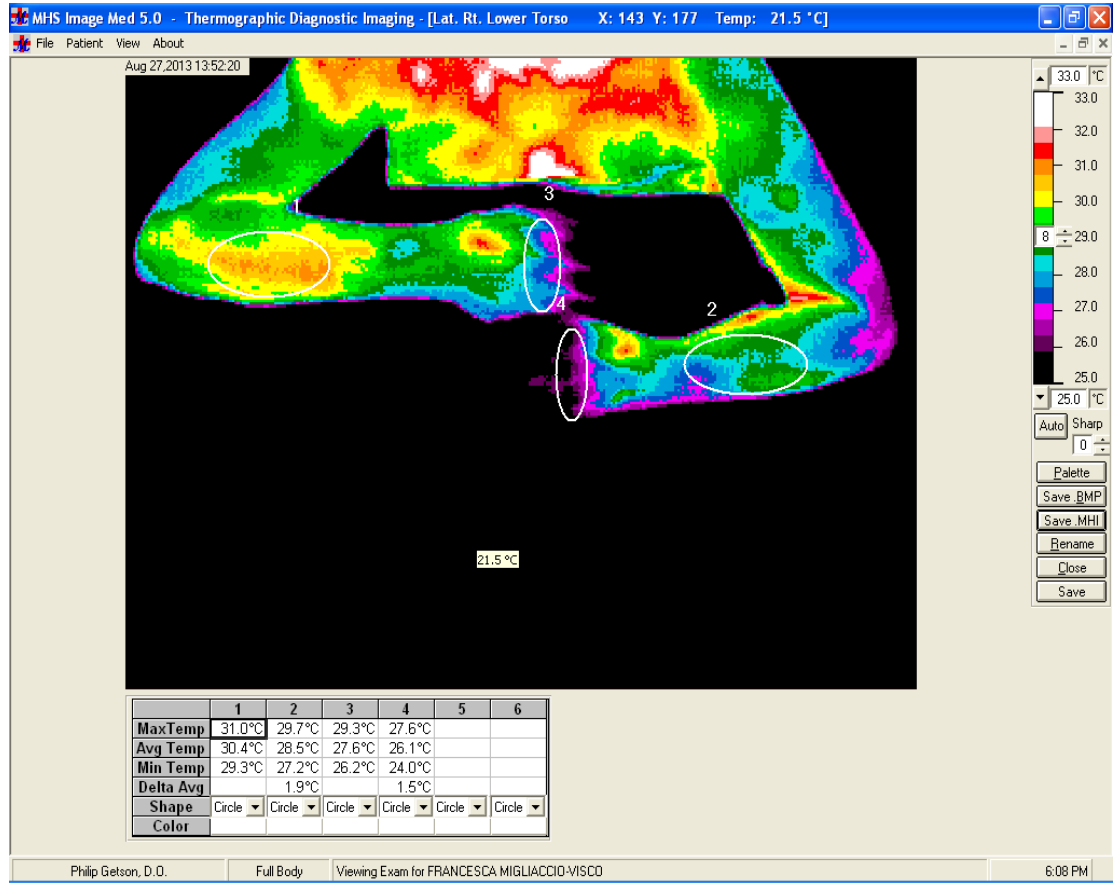 MHS Image Med 5.0 - Thermographic Diagnostic Imaging - [Lat. Rt. Lower Torso X: 143 Y: 177 Temp: 21.5 °C]
File Patient View About
Aug 27,2013 13:52:20
33.0 °C
33.0
32.0
31.0
30.0
8 29.0
28.0
27.0
26.0
25.0
25.0 °C
Auto Sharp
0
Palette
Save .BMP
Save .MHI
Rename
Close
Save
1
3
4
2
21.5 °C
1 2 3 4 5 6
MaxTemp 31.0°C 29.7°C 29.3°C 27.6°C
Avg Temp 30.4°C 28.5°C 27.6°C 26.1°C
Min Temp 29.3°C 27.2°C 26.2°C 24.0°C
Delta Avg 1.9°C 1.5°C
Shape Circle Circle Circle Circle Circle Circle
Color
Philip Getson, D.O. Full Body Viewing Exam for FRANCESCA MIGLIACCIO-VISCO 6:08 PM